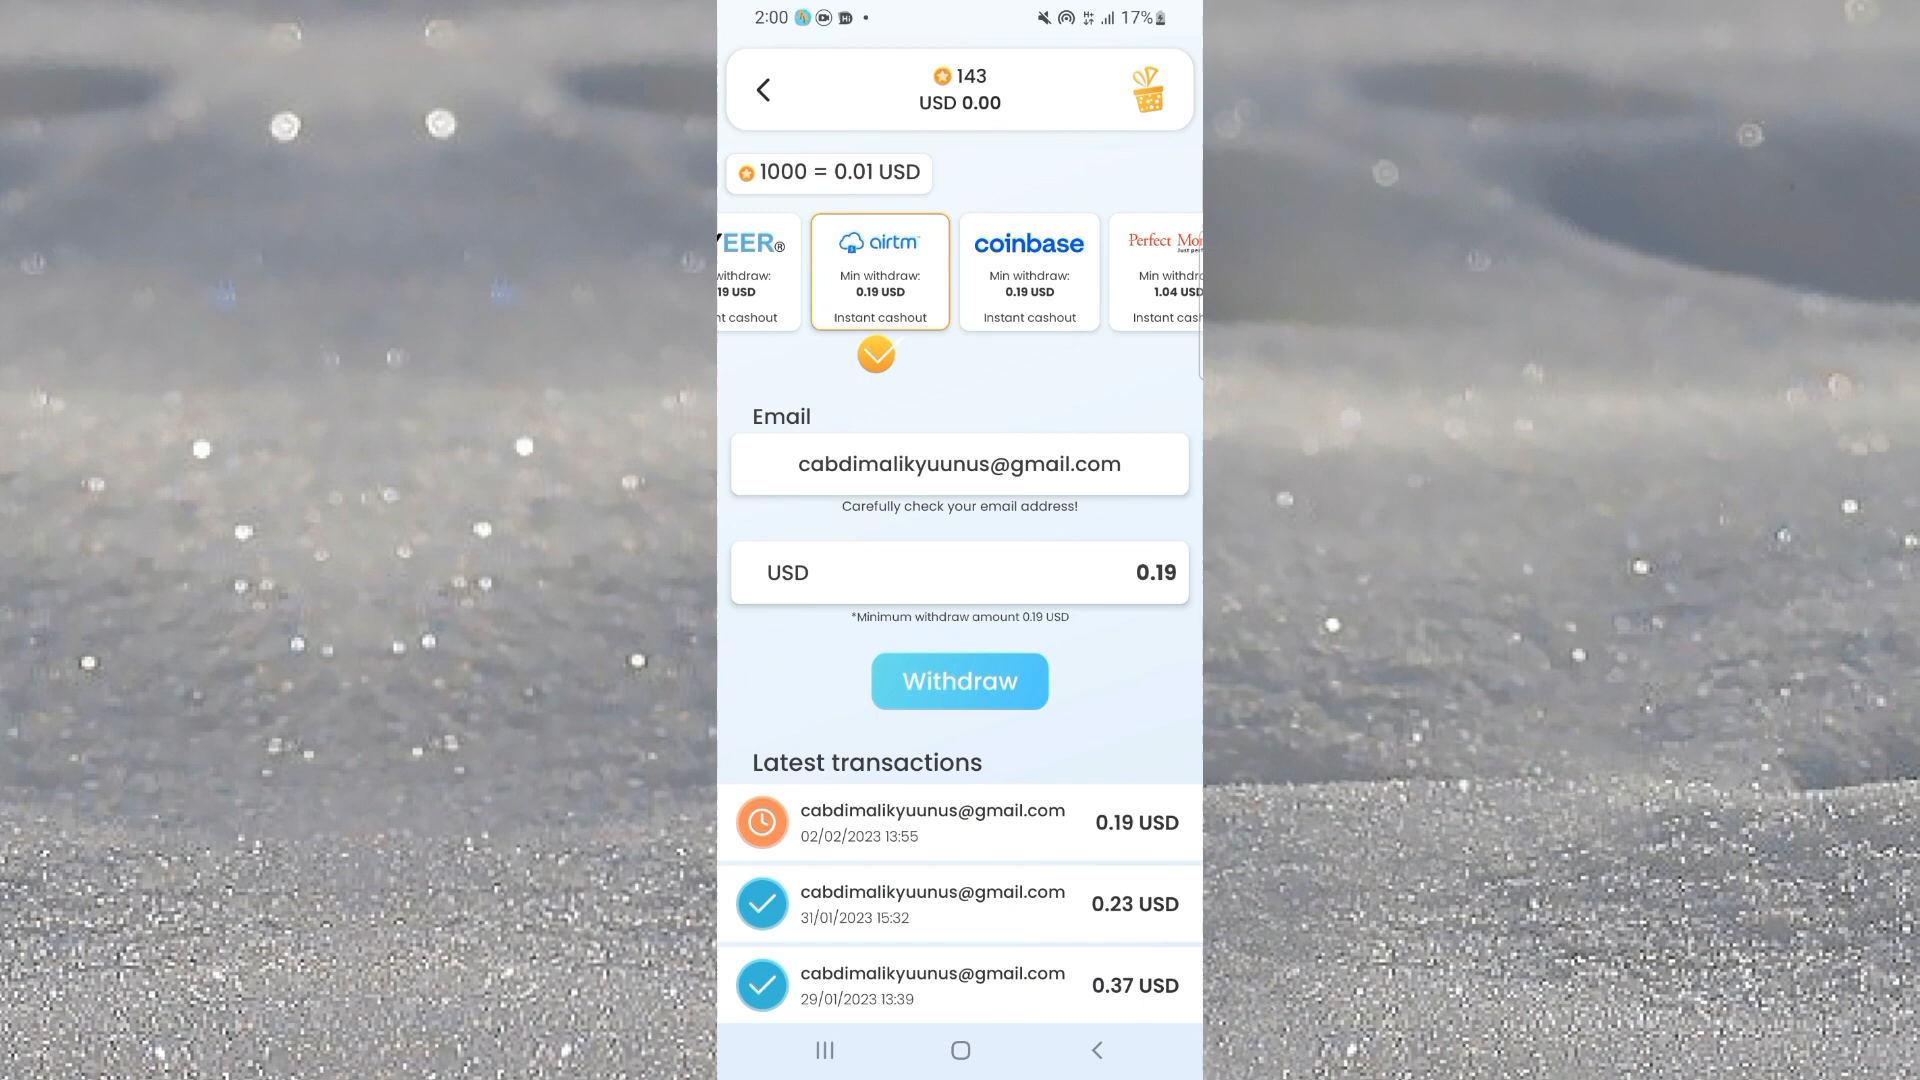 2:00
17%
143
USD 0.00
1000 = 0.01 USD
YEER®
withdraw:
19 USD
nt cashout
airtm
Min withdraw:
0.19 USD
Instant cashout
coinbase
Min withdraw:
0.19 USD
Instant cashout
Perfect Mo
Just per
Min withdr
1.04 USD
Instant cash
Email
cabdimalikyuunus@gmail.com
Carefully check your email address!
USD 0.19
*Minimum withdraw amount 0.19 USD
Withdraw
Latest transactions
cabdimalikyuunus@gmail.com 0.19 USD
02/02/2023 13:55
cabdimalikyuunus@gmail.com 0.23 USD
31/01/2023 15:32
cabdimalikyuunus@gmail.com 0.37 USD
29/01/2023 13:39